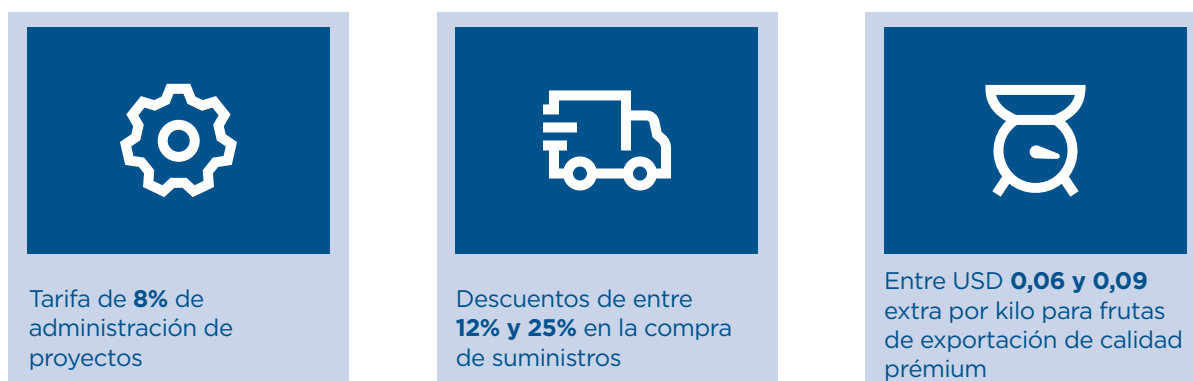 Tarifa de 8% de
administración de
proyectos
Descuentos de entre
12% y 25% en la compra
de suministros
Entre USD 0,06 y 0,09
extra por kilo para frutas
de exportación de calidad
prémium